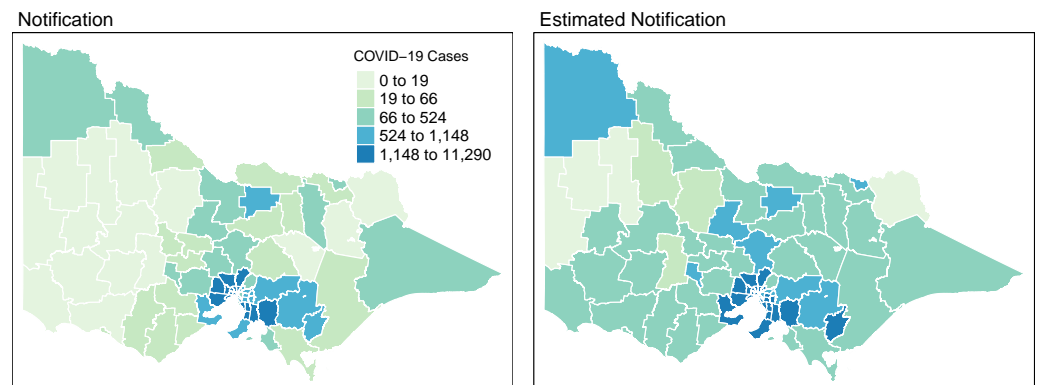 Notification
COVID−19 Cases
0 to 19
19 to 66
66 to 524
524 to 1,148
1,148 to 11,290
Estimated Notification